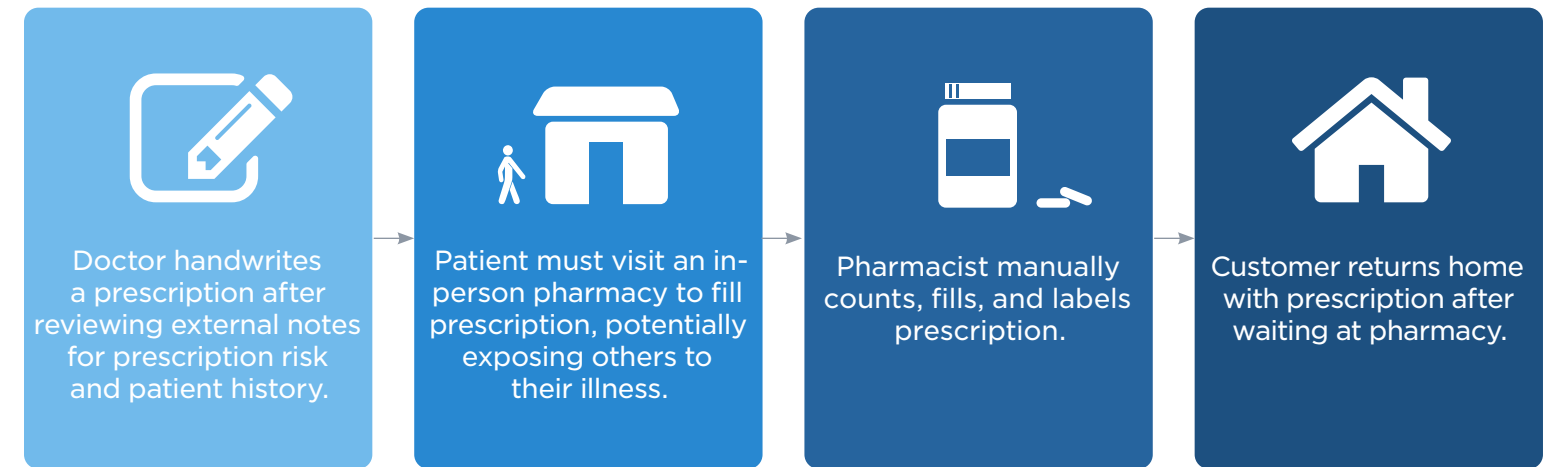 Doctor handwrites
a prescription after
reviewing external notes
for prescription risk
and patient history.
Patient must visit an in-
person pharmacy to fill
prescription, potentially
exposing others to
their illness.
Pharmacist manually
counts, fills, and labels
prescription.
Customer returns home
with prescription after
waiting at pharmacy.